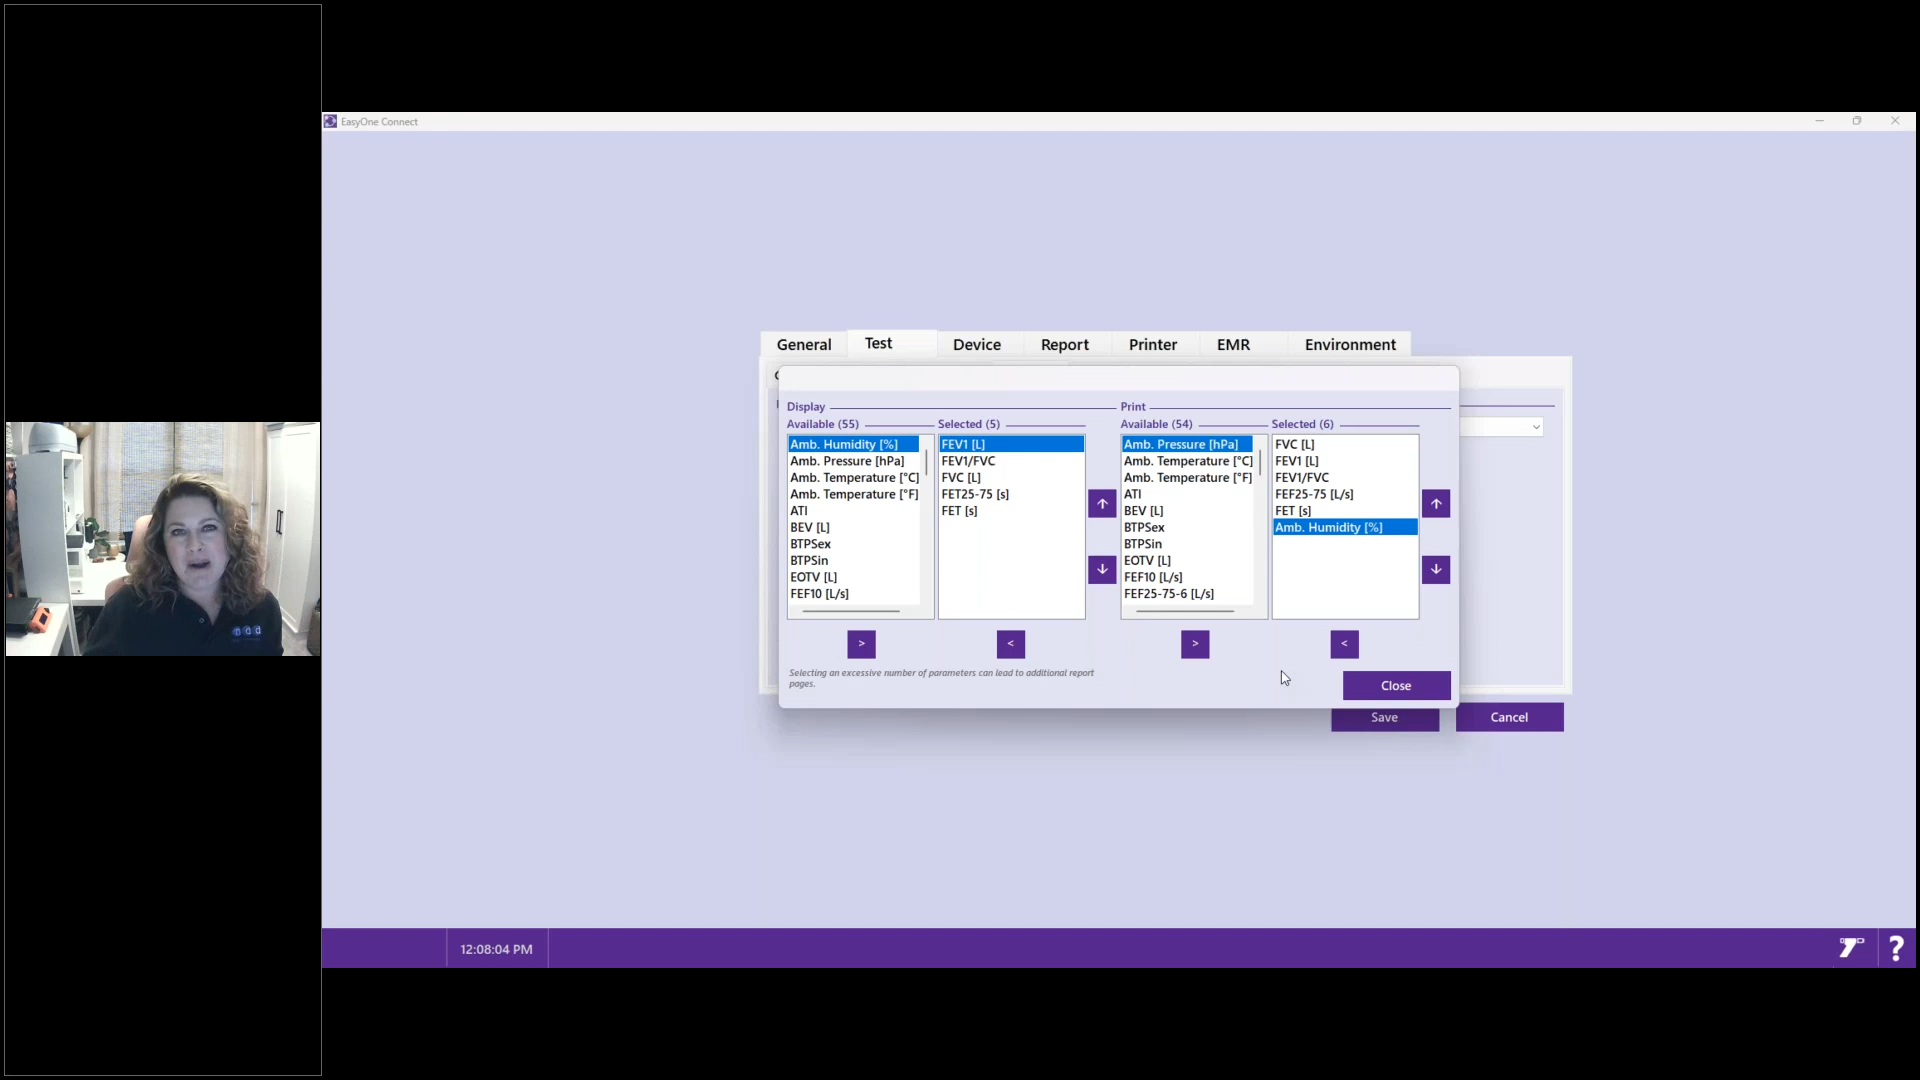 EasyOne Connect
General Test Device Report Printer EMR Environment
Display
Available (55)
Amb. Humidity [%]
Amb. Pressure [hPa]
Amb. Temperature [°C]
Amb. Temperature [°F]
ATI
BEV [L]
BTPSex
BTPSin
EOTV [L]
FEF10 [L/s]
Selected (5)
FEV1 [L]
FEV1/FVC
FVC [L]
FET25-75 [s]
FET [s]
Print
Available (54)
Amb. Pressure [hPa]
Amb. Temperature [°C]
Amb. Temperature [°F]
ATI
BEV [L]
BTPSex
BTPSin
EOTV [L]
FEF10 [L/s]
FEF25-75-6 [L/s]
Selected (6)
FVC [L]
FEV1 [L]
FEV1/FVC
FEF25-75 [L/s]
FET [s]
Amb. Humidity [%]
> < > <
Selecting an excessive number of parameters can lead to additional report
pages.
Close
Save Cancel
12:08:04 PM
?
ndd